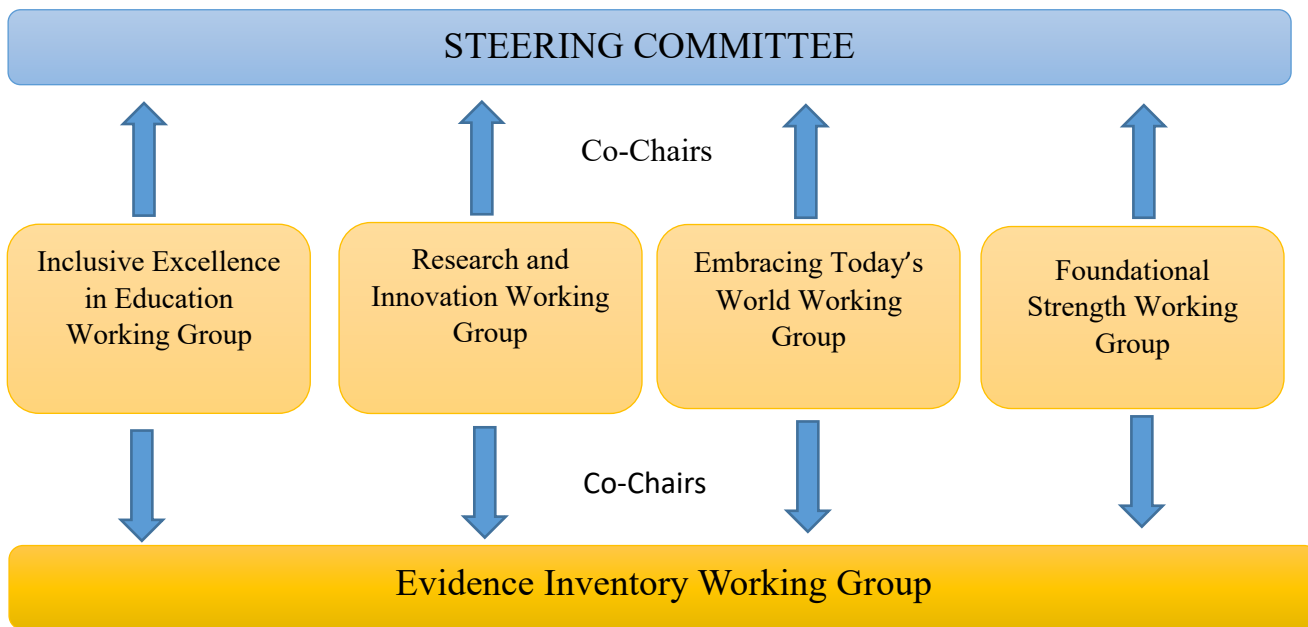 STEERING COMMITTEE
Co-Chairs
Inclusive Excellence
in Education
Working Group
Research and
Innovation Working
Group
Embracing Today’s
World Working
Group
Foundational
Strength Working
Group
Co-Chairs
Evidence Inventory Working Group